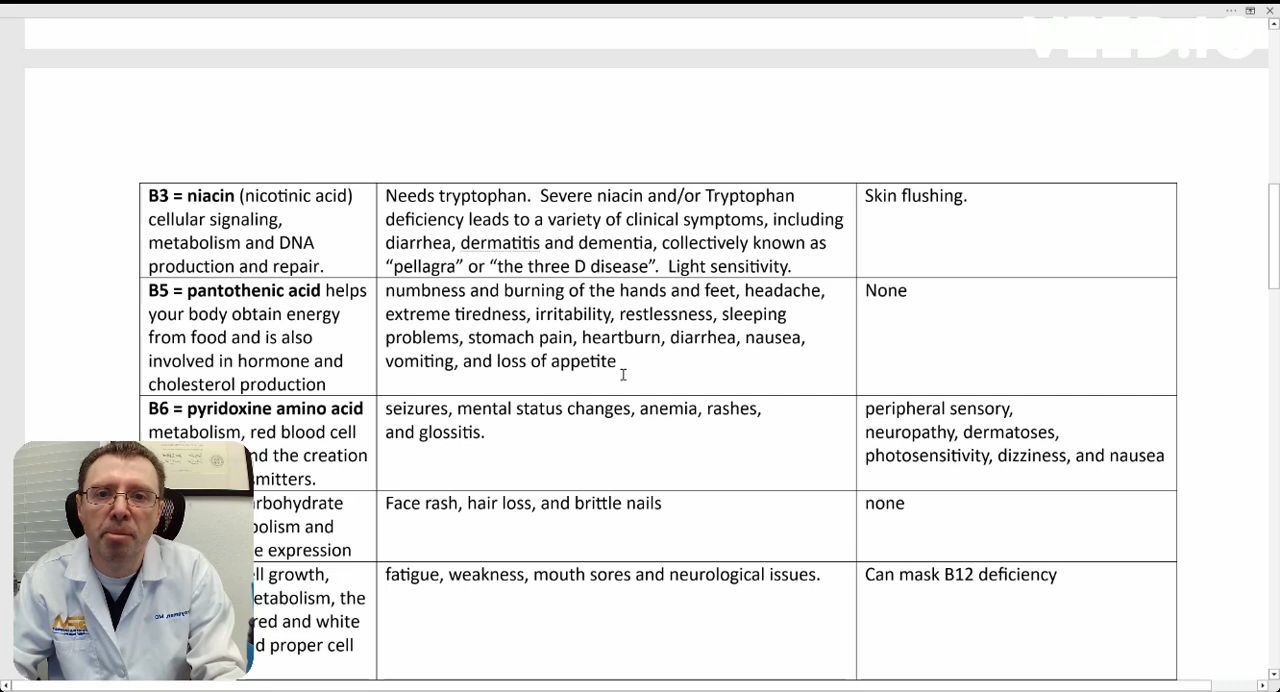 VEED.IO
B3 = niacin (nicotinic acid)
cellular signaling,
metabolism and DNA
production and repair.
Needs tryptophan.  Severe niacin and/or Tryptophan
deficiency leads to a variety of clinical symptoms, including
diarrhea, dermatitis and dementia, collectively known as
“pellagra” or “the three D disease”.  Light sensitivity.
Skin flushing.
B5 = pantothenic acid helps
your body obtain energy
from food and is also
involved in hormone and
cholesterol production
numbness and burning of the hands and feet, headache,
extreme tiredness, irritability, restlessness, sleeping
problems, stomach pain, heartburn, diarrhea, nausea,
vomiting, and loss of appetite
None
B6 = pyridoxine amino acid
metabolism, red blood cell
nd the creation
smitters.
seizures, mental status changes, anemia, rashes,
and glossitis.
peripheral sensory,
neuropathy, dermatoses,
photosensitivity, dizziness, and nausea
rbohydrate
bolism and
e expression
Face rash, hair loss, and brittle nails
none
ll growth,
etabolism, the
red and white
d proper cell
fatigue, weakness, mouth sores and neurological issues.
Can mask B12 deficiency